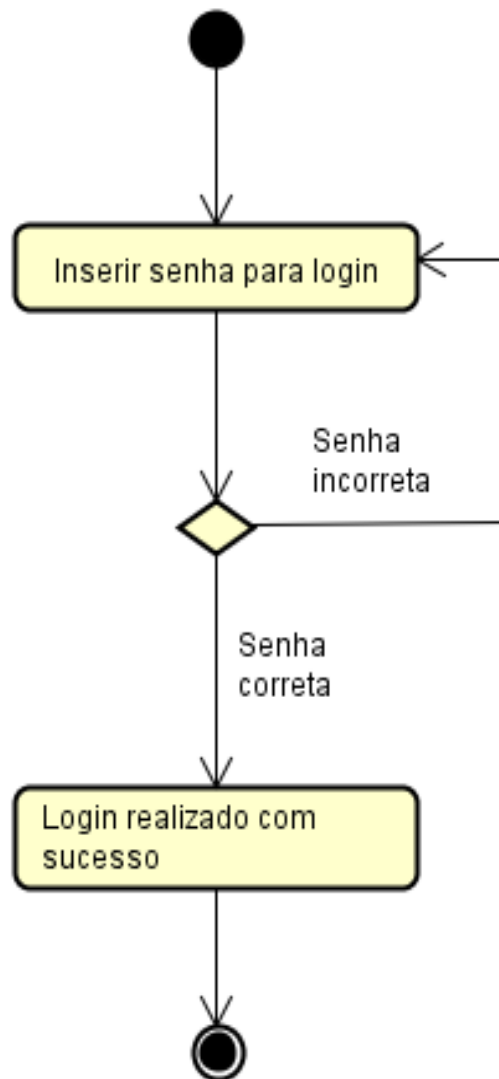 Inserir senha para login
Senha
incorreta
Senha
correta
Login realizado com
sucesso